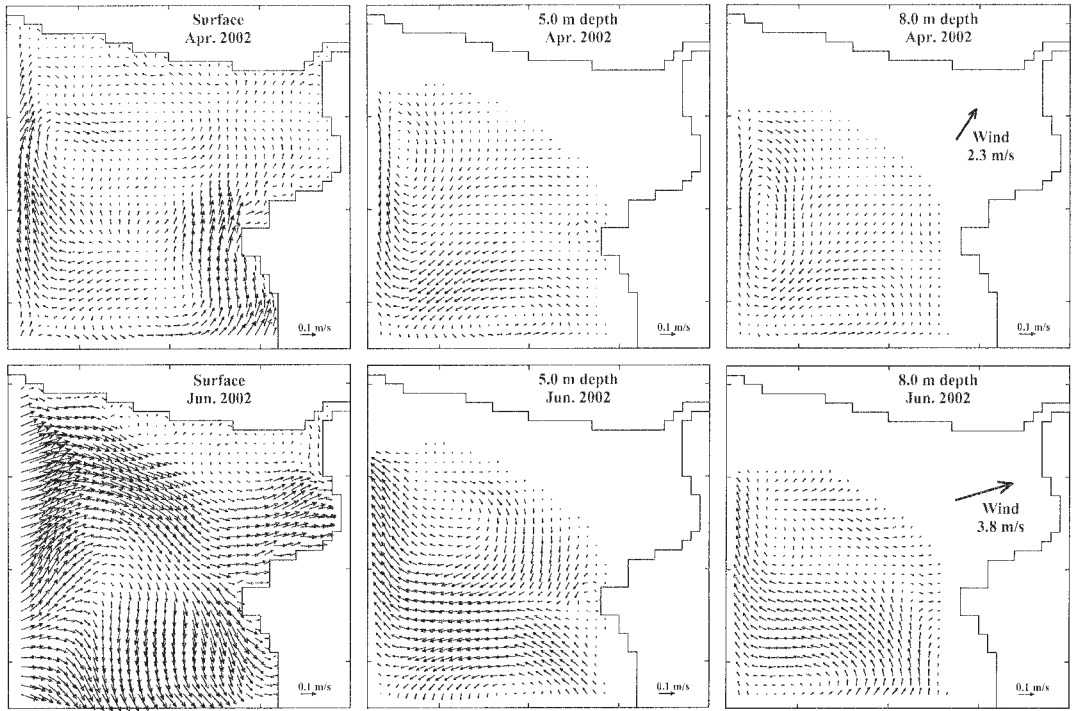 Surface
Apr. 2002
0.1 m/s
5.0 m depth
Apr. 2002
0.1 m/s
8.0 m depth
Apr. 2002
Wind
2.3 m/s
0.1 m/s
Surface
Jun. 2002
0.1 m/s
5.0 m depth
Jun. 2002
0.1 m/s
8.0 m depth
Jun. 2002
Wind
3.8 m/s
0.1 m/s